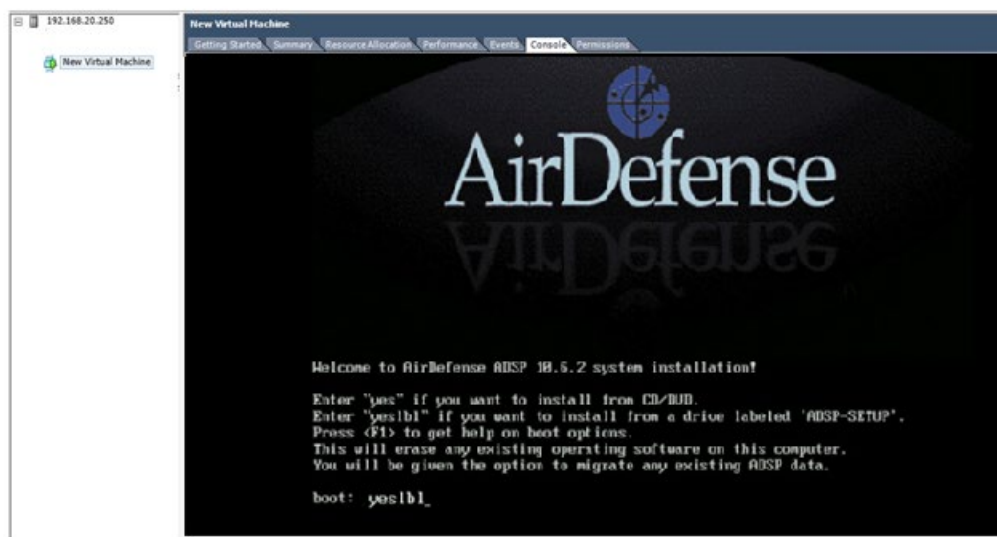 192.168.20.250
New Virtual Machine
New Virtual Machine
Getting Started Summary Resource Allocation Performance Events Console Permissions
AirDefense
Welcome to AirDefense ADSP 10.5.2 system installation!
Enter "yes" if you want to install from CD/DVD.
Enter "yeslbl" if you want to install from a drive labeled 'ADSP-SETUP'.
Press <F1> to get help on boot options.
This will erase any existing operating software on this computer.
You will be given the option to migrate any existing ADSP data.
boot: yeslbl_